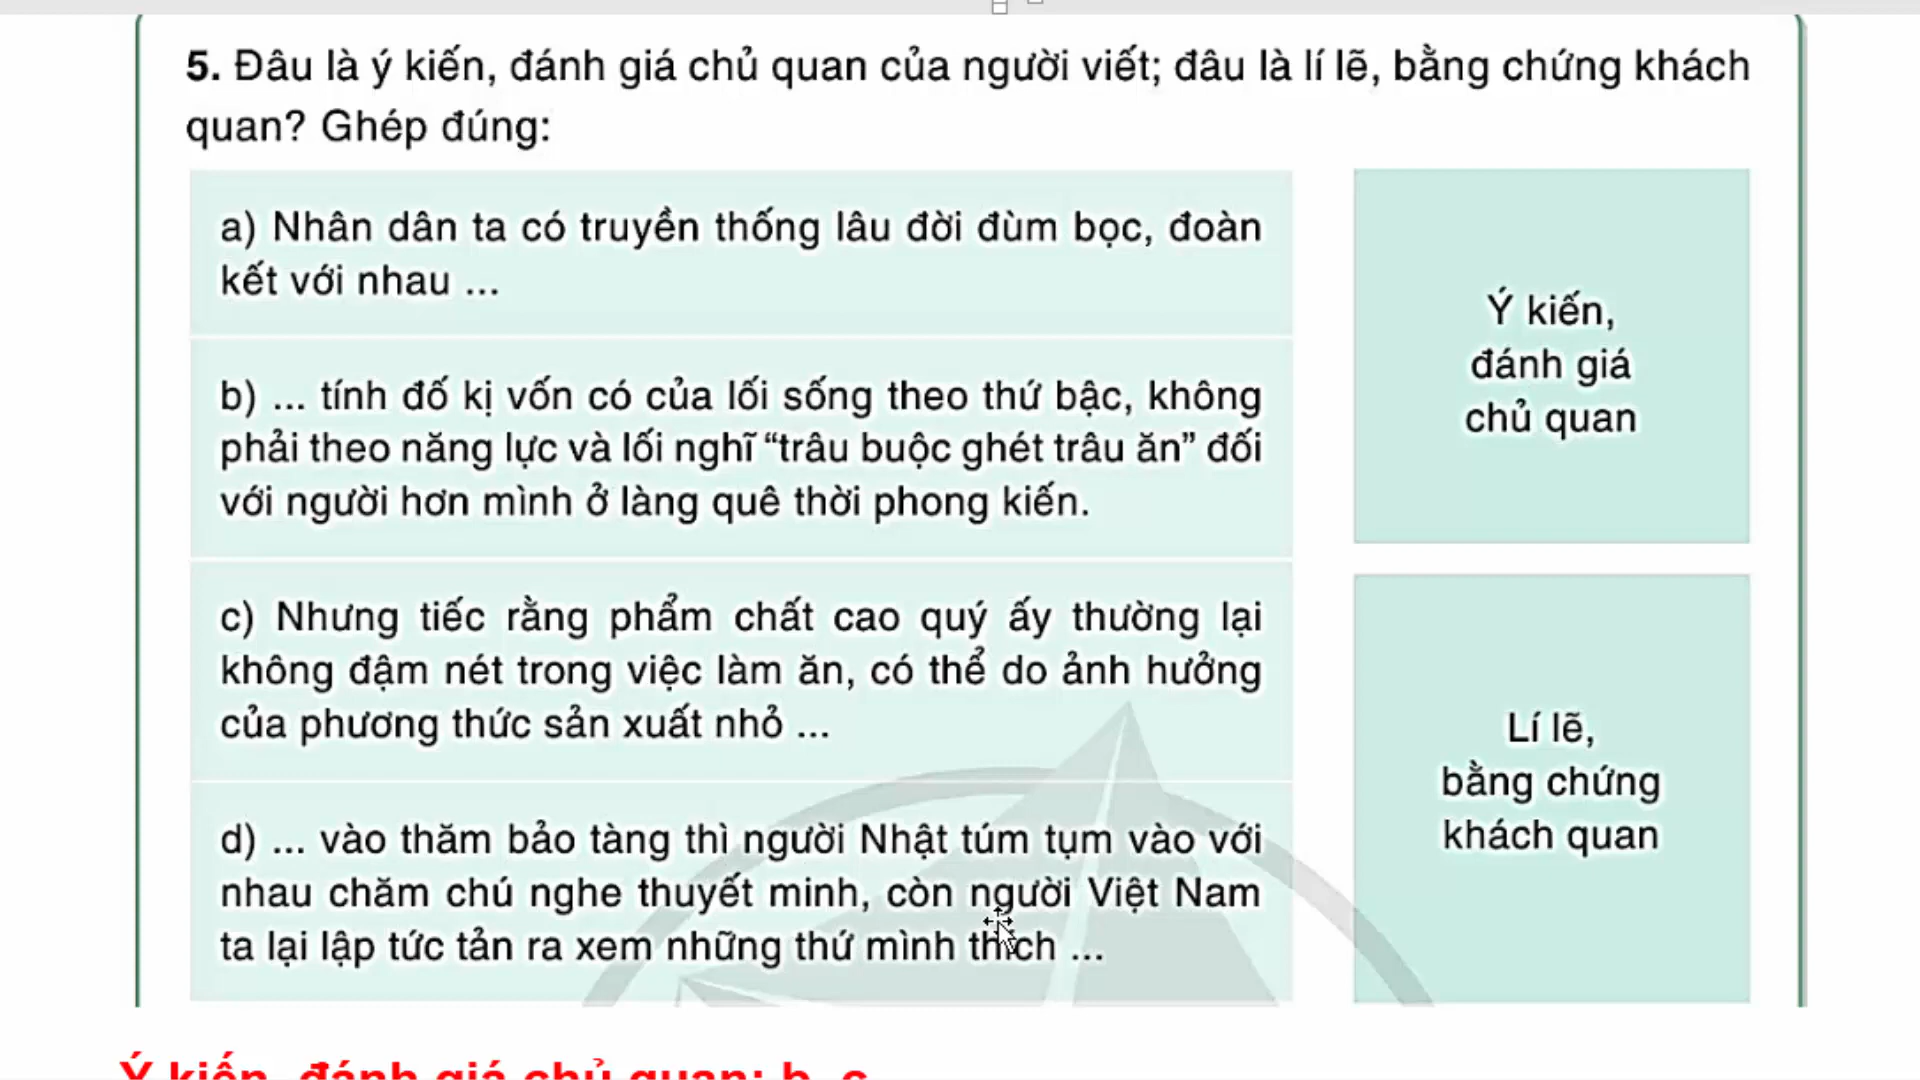 5. Đâu là ý kiến, đánh giá chủ quan của người viết; đâu là lí lẽ, bằng chứng khách
quan? Ghép đúng:
a) Nhân dân ta có truyền thống lâu đời đùm bọc, đoàn
kết với nhau ...
b) ... tính đố kị vốn có của lối sống theo thứ bậc, không
phải theo năng lực và lối nghĩ “trâu buộc ghét trâu ăn” đối
với người hơn mình ở làng quê thời phong kiến.
c) Nhưng tiếc rằng phẩm chất cao quý ấy thường lại
không đậm nét trong việc làm ăn, có thể do ảnh hưởng
của phương thức sản xuất nhỏ ...
d) ... vào thăm bảo tàng thì người Nhật túm tụm vào với
nhau chăm chú nghe thuyết minh, còn người Việt Nam
ta lại lập tức tản ra xem những thứ mình thích ...
Ý kiến,
đánh giá
chủ quan
Lí lẽ,
bằng chứng
khách quan
Ý kiến, đánh giá chủ quan: b, c